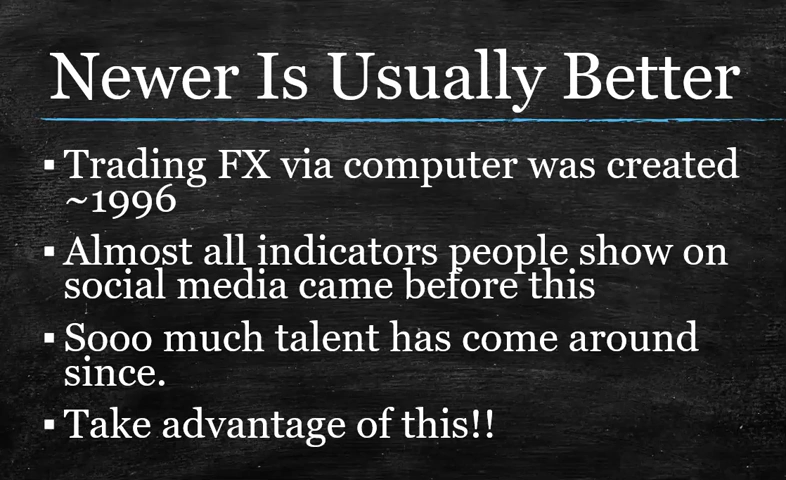 Newer Is Usually Better
▪ Trading FX via computer was created
~1996
▪ Almost all indicators people show on
social media came before this
▪ Sooo much talent has come around
since.
▪ Take advantage of this!!